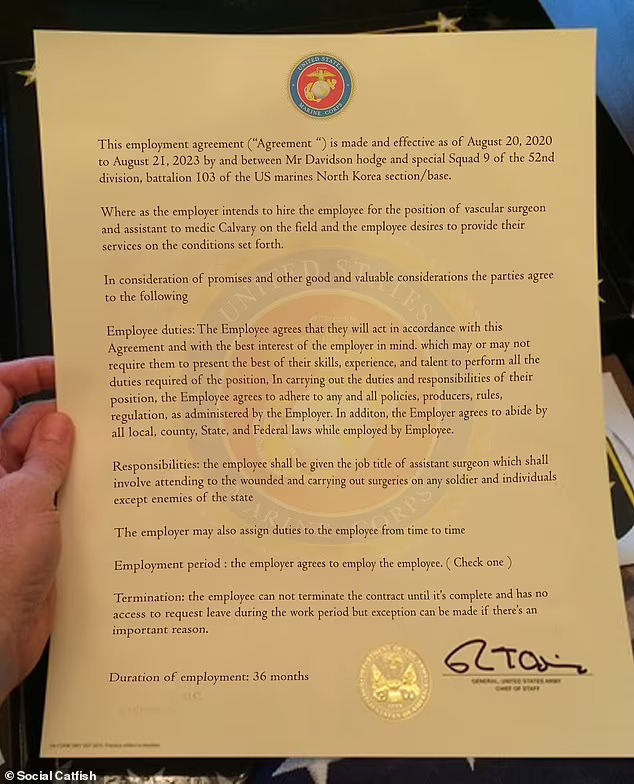 UNITED STATES
MARINE CORPS
This employment agreement (“Agreement “) is made and effective as of August 20, 2020
to August 21, 2023 by and between Mr Davidson hodge and special Squad 9 of the 52nd
division, battalion 103 of the US marines North Korea section/base.
Where as the employer intends to hire the employee for the position of vascular surgeon
and assistant to medic Calvary on the field and the employee desires to provide their
services on the conditions set forth.
In consideration of promises and other good and valuable considerations the parties agree
to the following
Employee duties: The Employee agrees that they will act in accordance with this
Agreement and with the best interest of the employer in mind. which may or may not
require them to present the best of their skills, experience, and talent to perform all the
duties required of the position, In carrying out the duties and responsibilities of their
position, the Employee agrees to adhere to any and all policies, producers, rules,
regulation, as administered by the Employer. In additon, the Employer agrees to abide by
all local, county, State, and Federal laws while employed by Employee.
Responsibilities: the employee shall be given the job title of assistant surgeon which shall
involve attending to the wounded and carrying out surgeries on any soldier and individuals
except enemies of the state
The employer may also assign duties to the employee from time to time
Employment period : the employer agrees to employ the employee. ( Check one )
Termination: the employee can not terminate the contract until it's complete and has no
access to request leave during the work period but exception can be made if there's an
important reason.
Duration of employment: 36 months
GENERAL, UNITED STATES ARMY
CHIEF OF STAFF
© Social Catfish